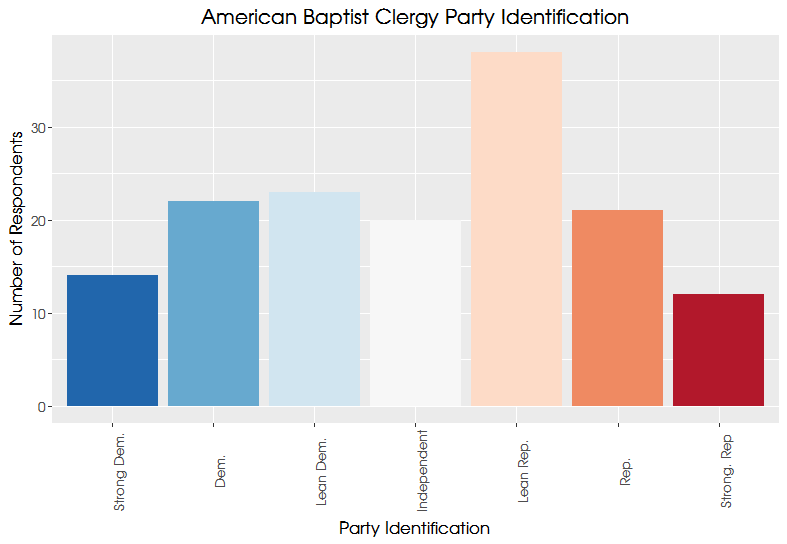 American Baptist Clergy Party Identification
Number of Respondents
30
20
10
0
Strong Dem.
Dem.
Lean Dem.
Independent
Lean Rep.
Rep.
Strong. Rep
Party Identification